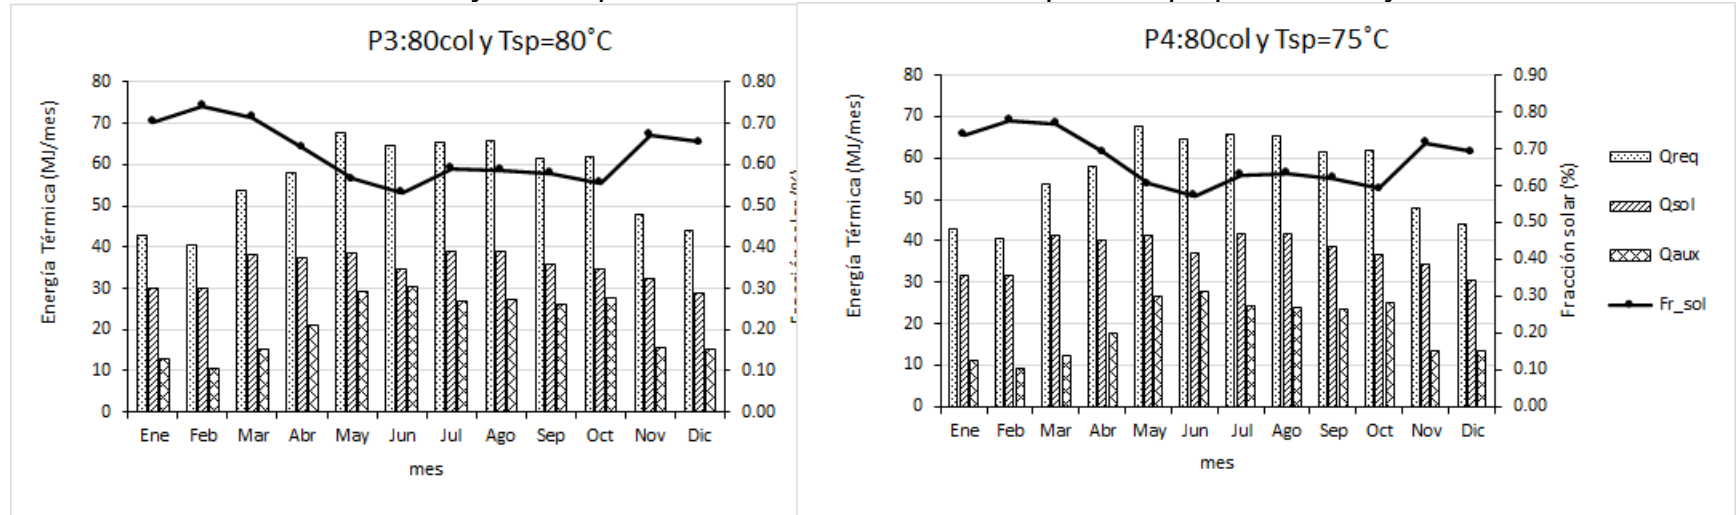 P3:80col y Tsp=80°C
Energía Térmica (MJ/mes)
80
70
60
50
40
30
20
10
0
0.80
0.70
0.60
0.50
0.40
0.30
0.20
0.10
0.00
Ene Feb Mar Abr May Jun Jul Ago Sep Oct Nov Dic
mes
P4:80col y Tsp=75°C
Energía Térmica (MJ/mes)
80
70
60
50
40
30
20
10
0
0.90
0.80
0.70
0.60
0.50
0.40
0.30
0.20
0.10
0.00
Fracción solar (%)
Ene Feb Mar Abr May Jun Jul Ago Sep Oct Nov Dic
mes
Qreq
Qsol
Qaux
Fr_sol